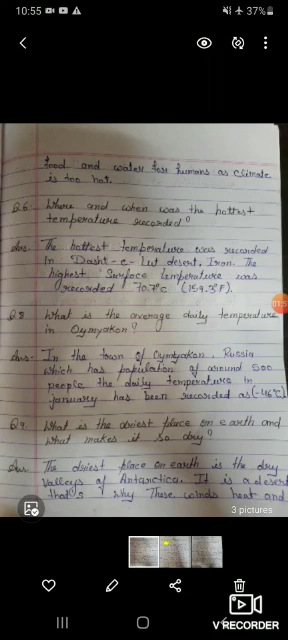 10:55 37%
food and water for humans as climate
is too hot.
Q.6. Where and when was the hottest
temperature recorded?
Ans. The hottest temperature was recorded
in Dasht-e-Lut desert, Iran. The
highest surface temperature was
recorded 70.7°c (159.3°F).
01:5
Q8 What is the average daily temperature
in Oymyakon?
Ans- In the town of Oymyakon, Russia
which has population of around 500
people the daily temperature in
january has been recorded as (-46°C)
Q9. What is the driest place on earth and
what makes it so dry?
Ans. The driest place on earth is the dry
valleys of Antarctica. It is a desert
that's why These winds heat and
3 pictures
V RECORDER